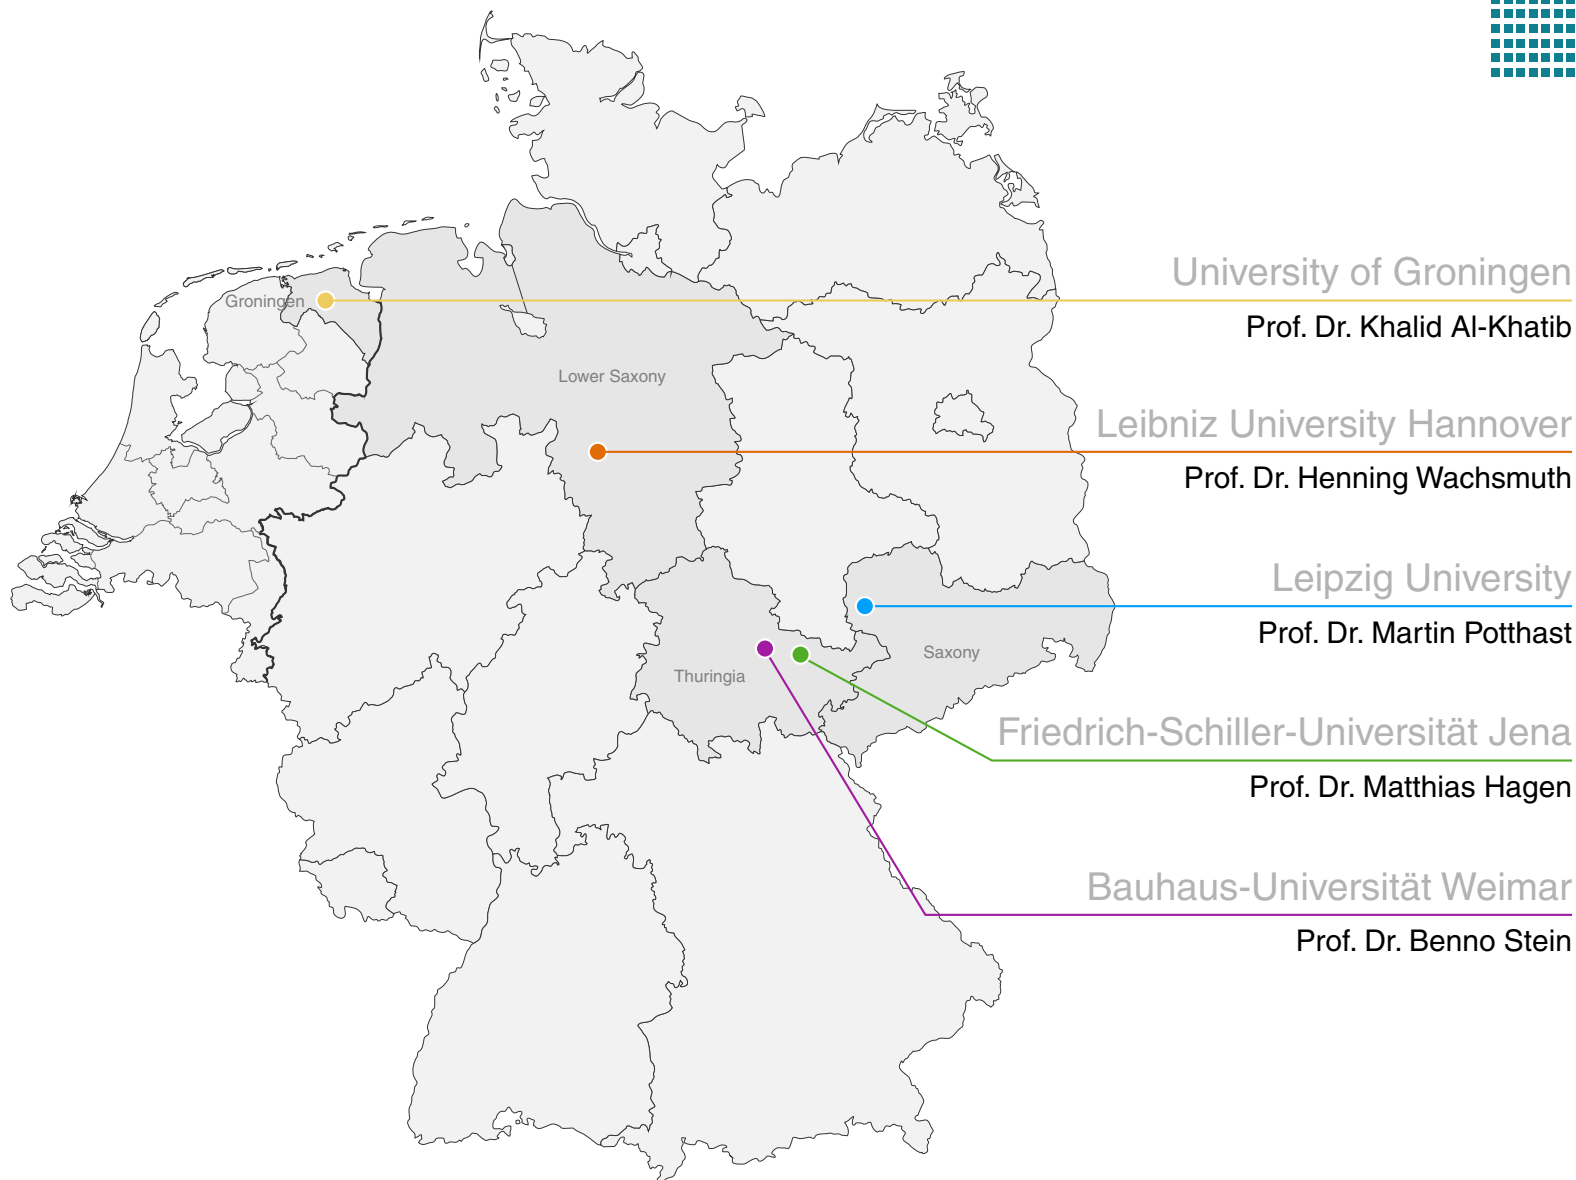 University of Groningen
Groningen
Prof. Dr. Khalid Al-Khatib
Lower Saxony
Leibniz University Hannover
Prof. Dr. Henning Wachsmuth
Leipzig University
Prof. Dr. Martin Potthast
Saxony
Thuringia
Friedrich-Schiller-Universität Jena
Prof. Dr. Matthias Hagen
Bauhaus-Universität Weimar
Prof. Dr. Benno Stein